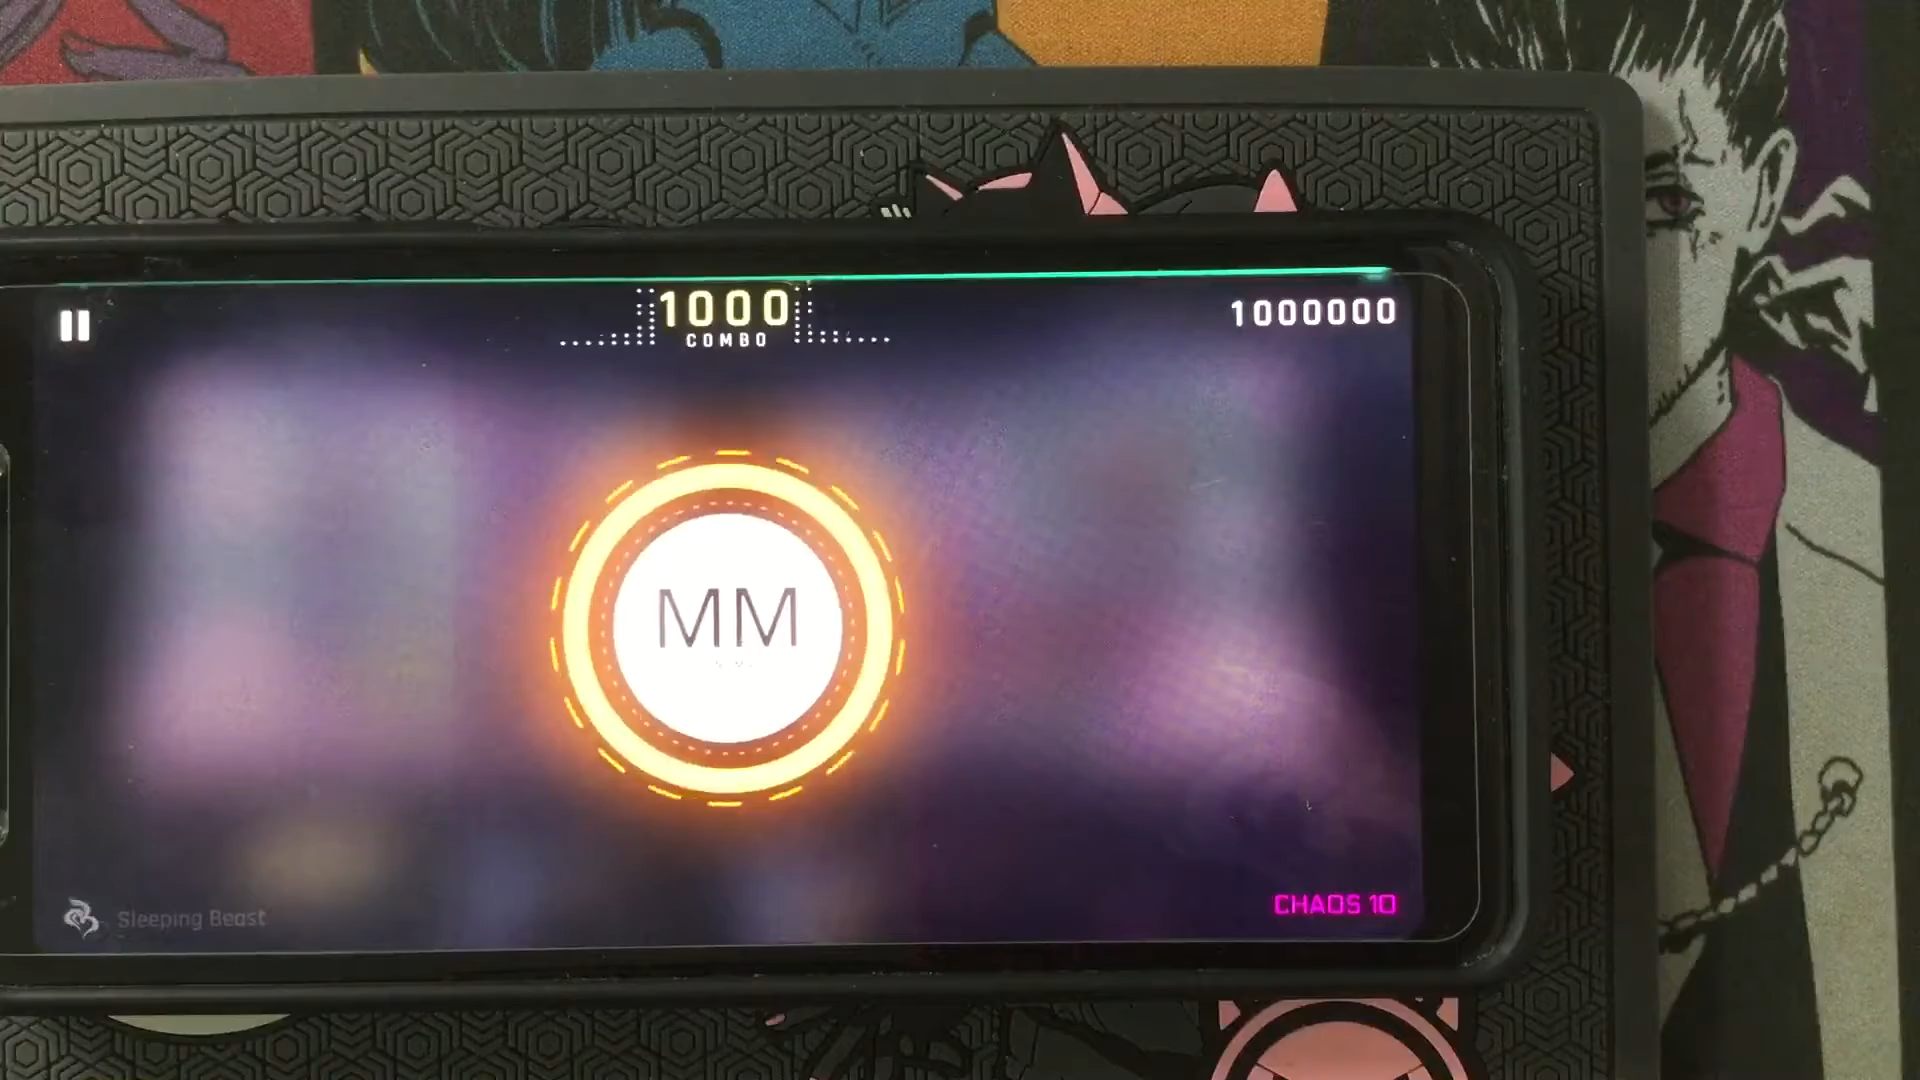 1000
COMBO
1000000
MM
Sleeping Beast
CHAOS 10